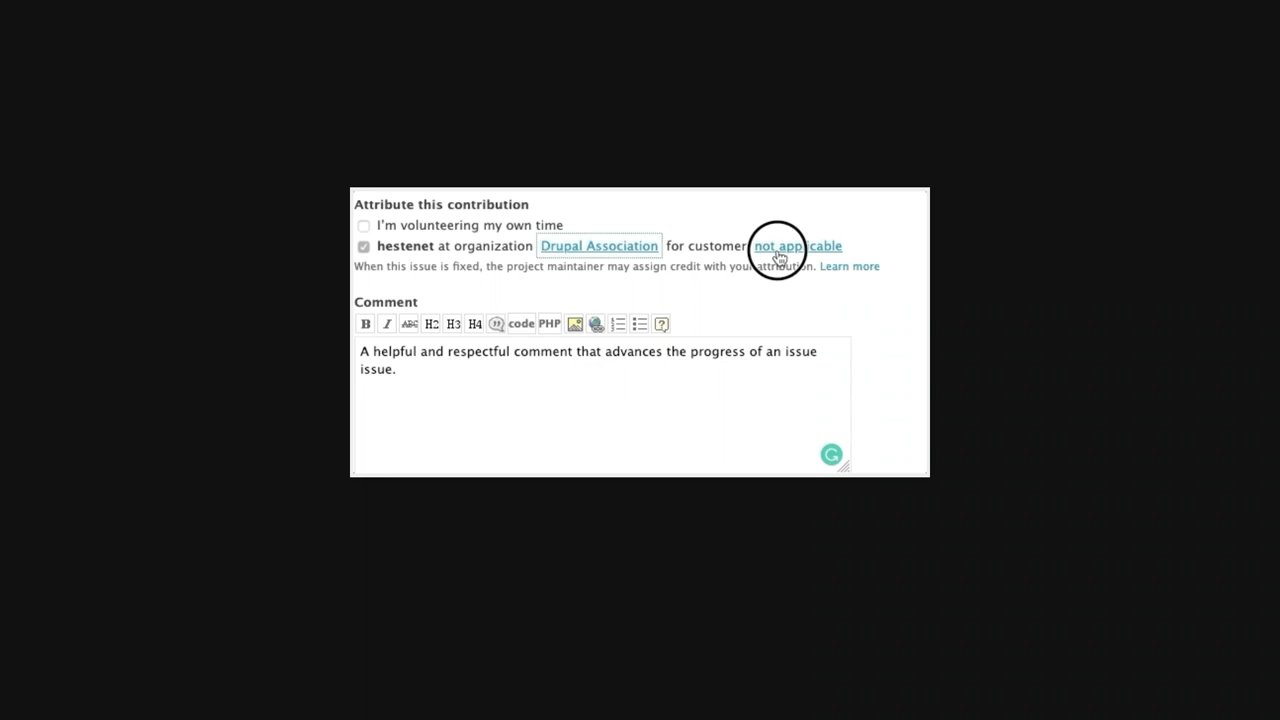 Attribute this contribution
I'm volunteering my own time
hestenet at organization Drupal Association for customer not applicable
When this issue is fixed, the project maintainer may assign credit with your attribution. Learn more
Comment
B I ABC H2 H3 H4 code PHP ?
A helpful and respectful comment that advances the progress of an issue
issue.